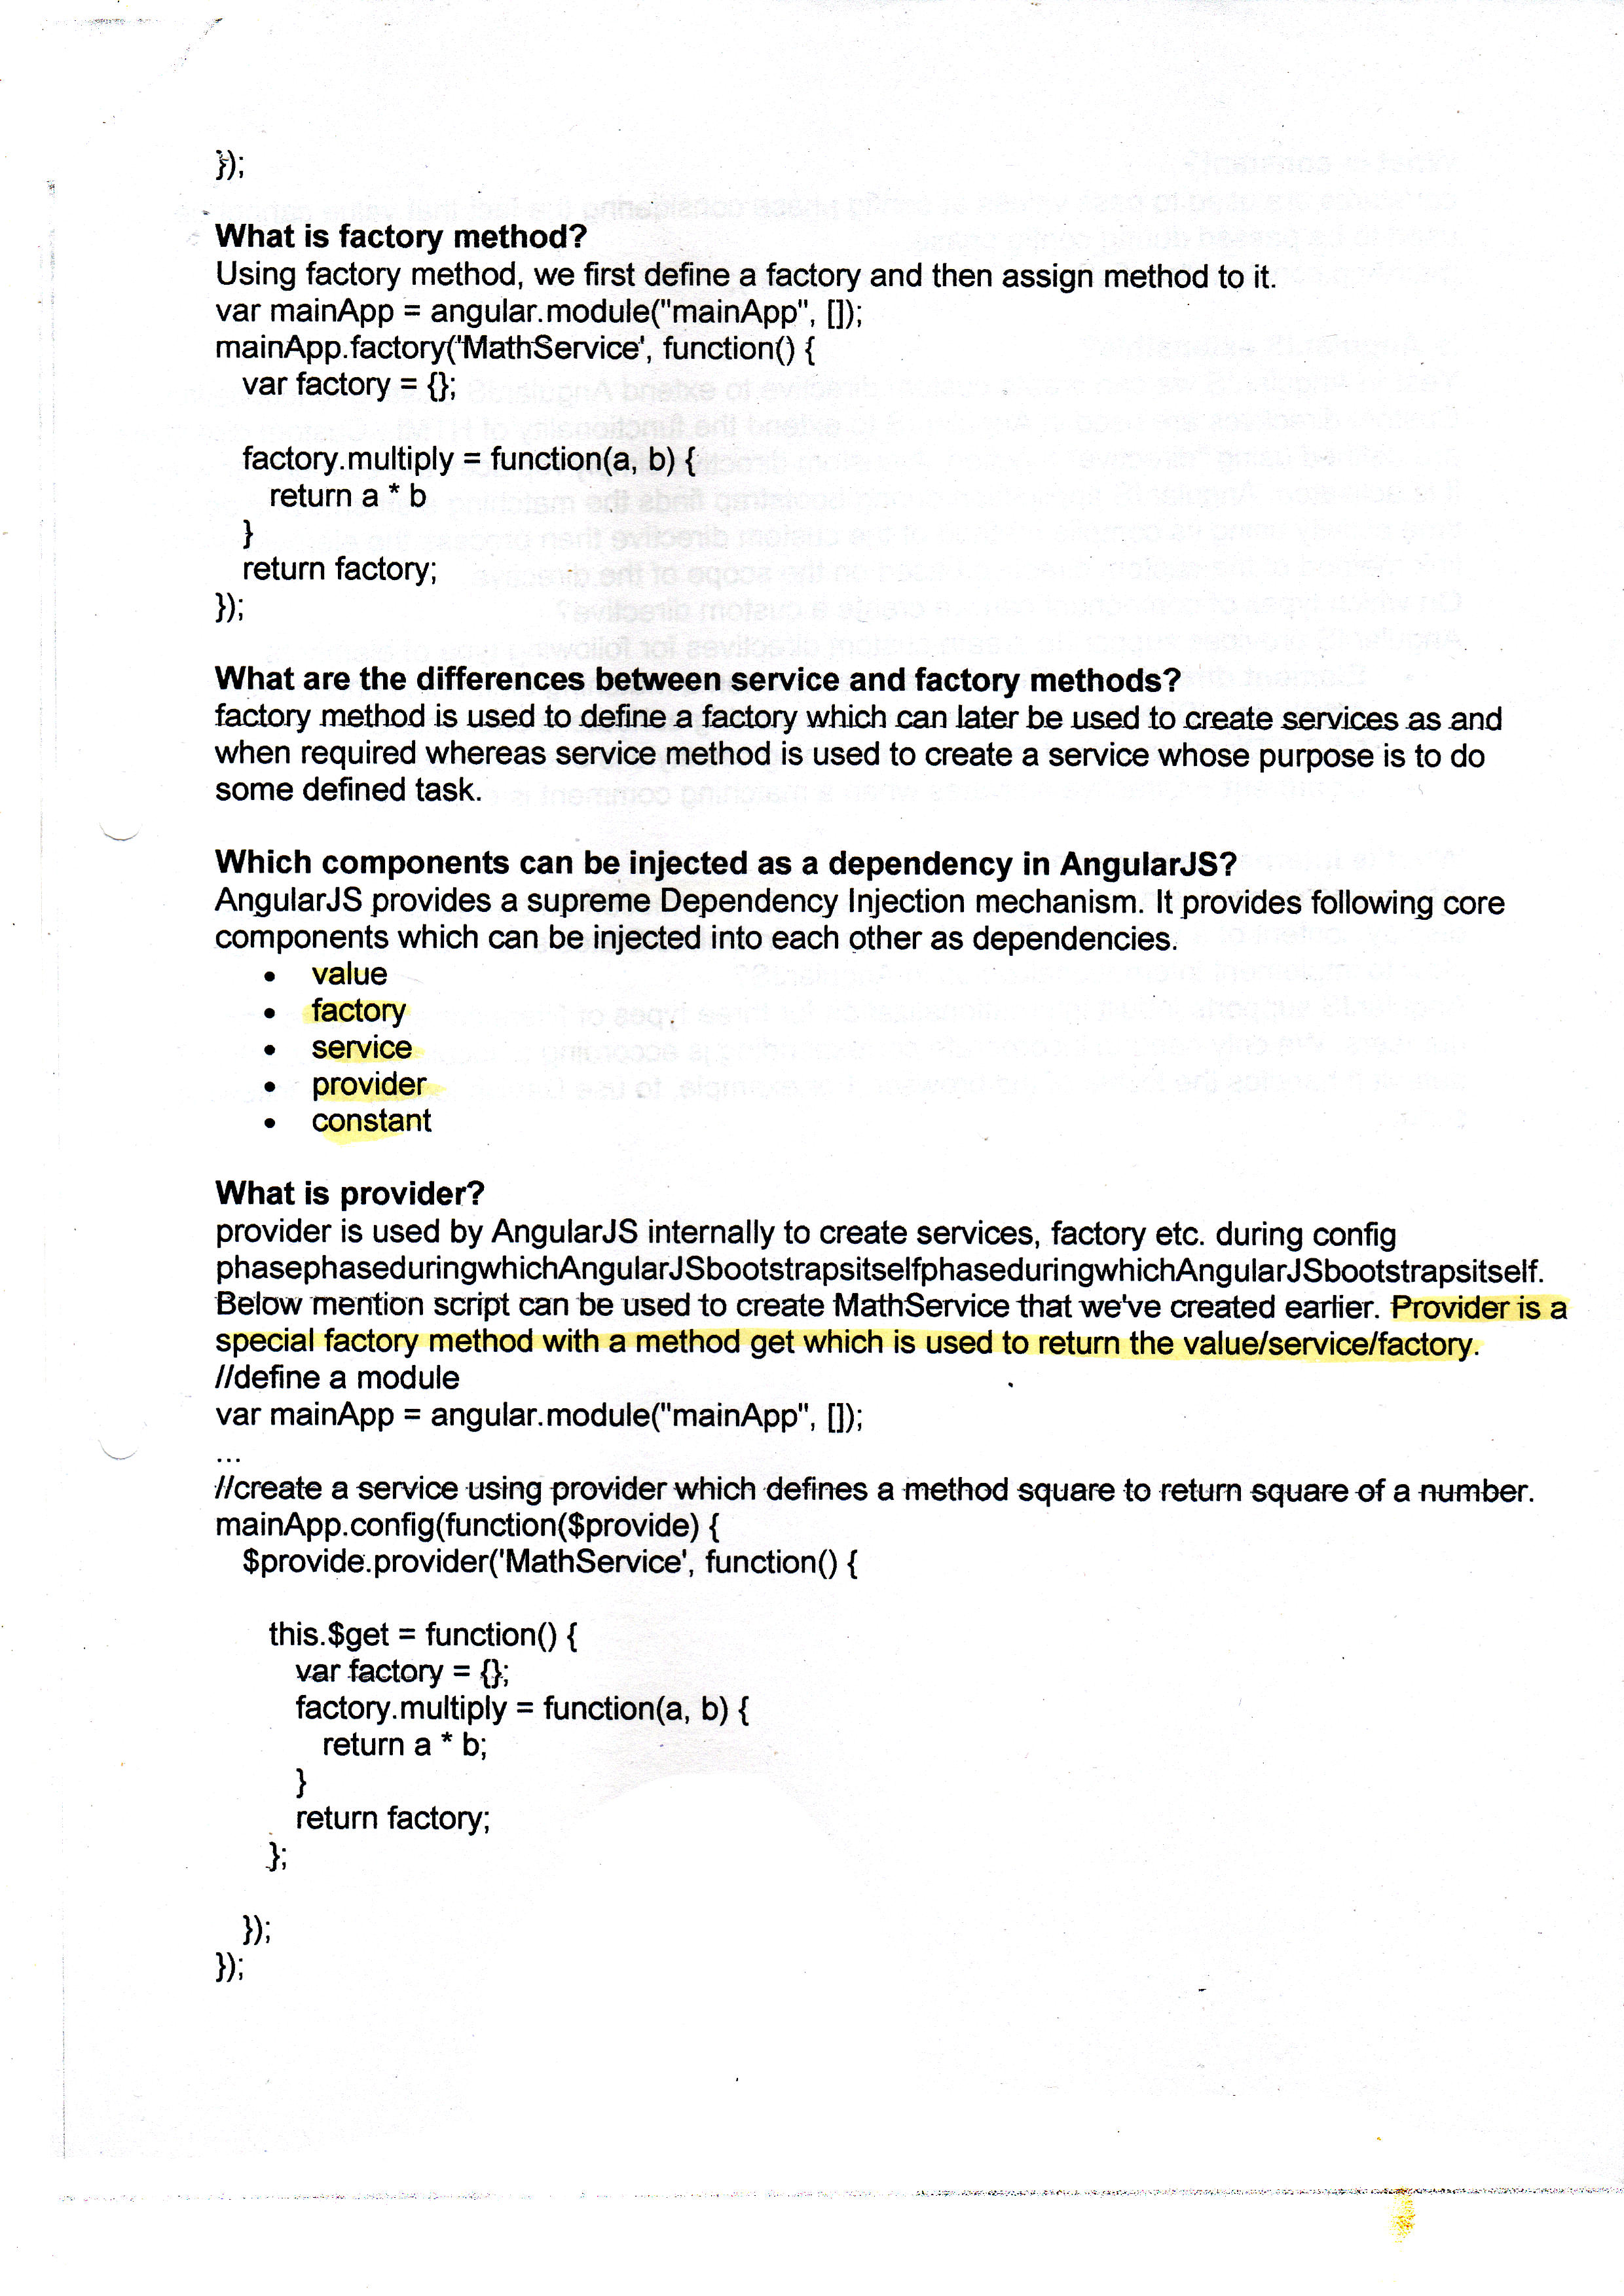 });
What is factory method?
Using factory method, we first define a factory and then assign method to it.
var mainApp = angular.module("mainApp", []);
mainApp.factory('MathService', function() {
var factory = {};
factory.multiply = function(a, b) {
return a * b
}
return factory;
});
What are the differences between service and factory methods?
factory method is used to define a factory which can later be used to create services as and
when required whereas service method is used to create a service whose purpose is to do
some defined task.
Which components can be injected as a dependency in AngularJS?
AngularJS provides a supreme Dependency Injection mechanism. It provides following core
components which can be injected into each other as dependencies.
• value
• factory
• service
• provider
• constant
What is provider?
provider is used by AngularJS internally to create services, factory etc. during config
phasephaseduringwhichAngularJSbootstrapsitselfphaseduringwhichAngularJSbootstrapsitself.
Below mention script can be used to create MathService that we've created earlier. Provider is a
special factory method with a method get which is used to return the value/service/factory.
//define a module
var mainApp = angular.module("mainApp", []);
...
//create a service using provider which defines a method square to return square of a number.
mainApp.config(function($provide) {
$provide.provider('MathService', function() {
this.$get = function() {
var factory = {};
factory.multiply = function(a, b) {
return a * b;
}
return factory;
};
});
});